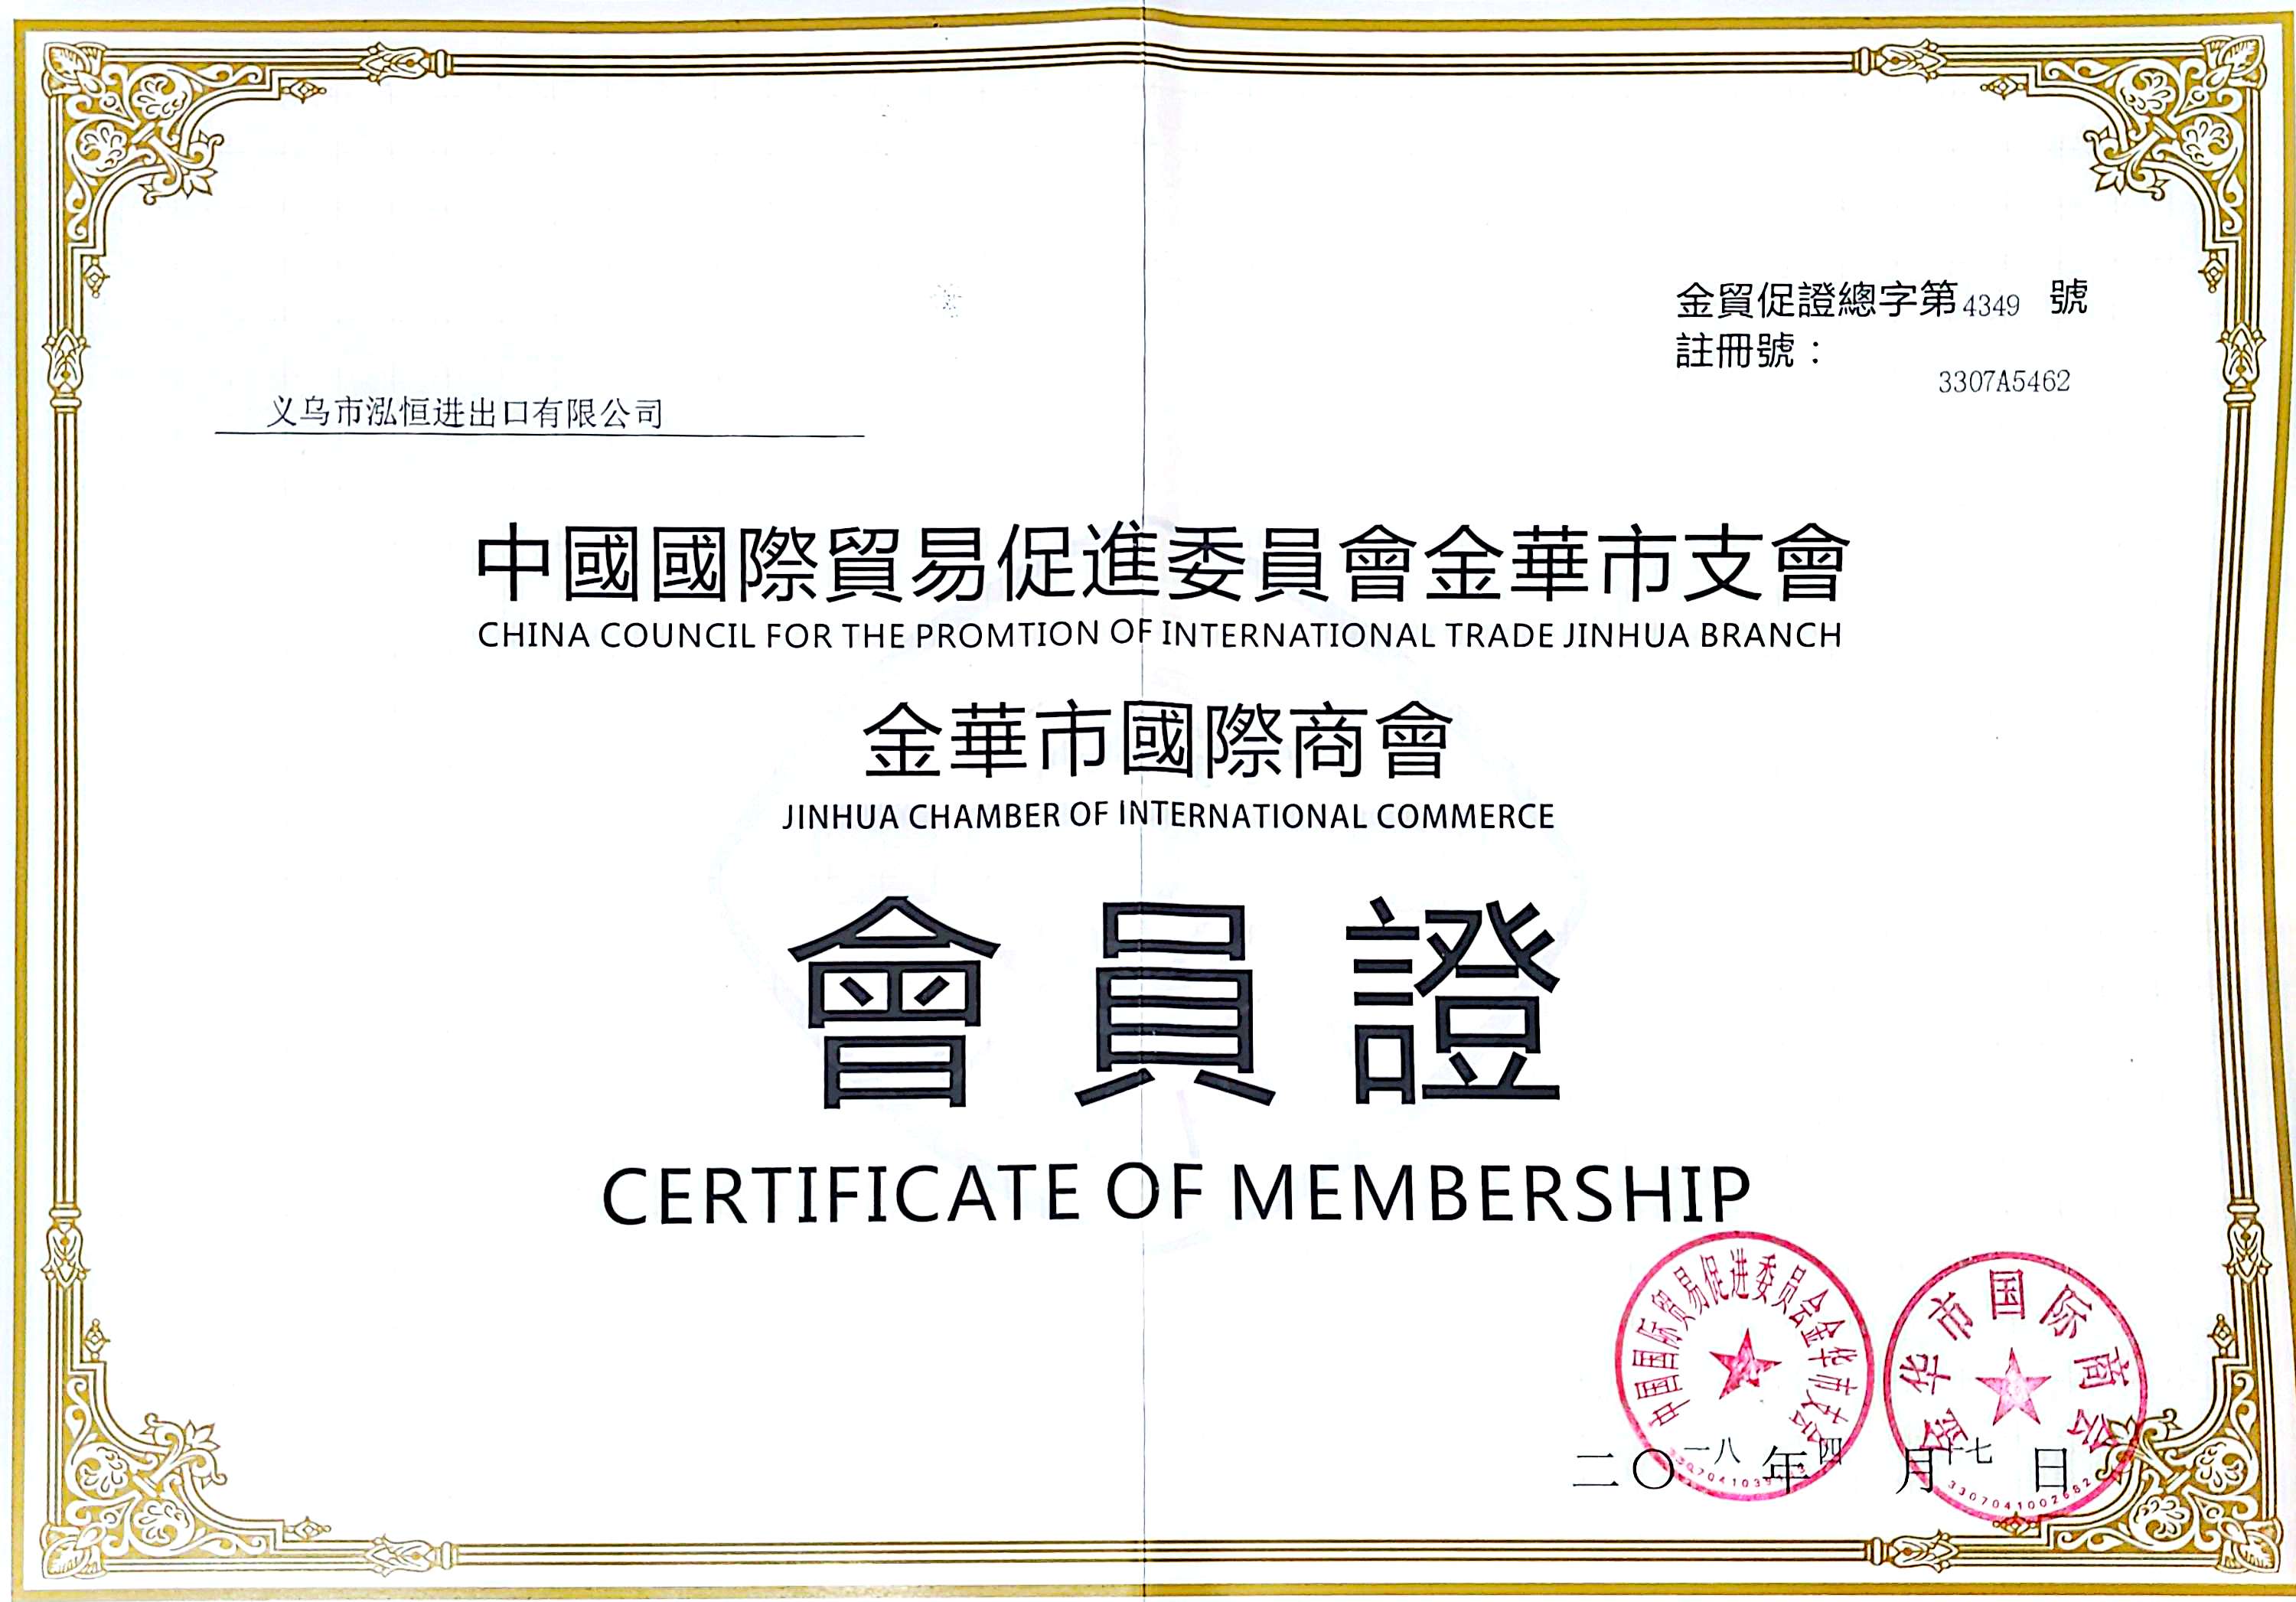 金貿促證總字第4349 號
註冊號：
3307A5462
义乌市泓恒进出口有限公司
中國國際貿易促進委員會金華市支會
CHINA COUNCIL FOR THE PROMTION OF INTERNATIONAL TRADE JINHUA BRANCH
金華市國際商會
JINHUA CHAMBER OF INTERNATIONAL COMMERCE
會員證
CERTIFICATE OF MEMBERSHIP
中国国际贸易促进委员会金华市支会
金华市国际商会
二〇一八年四月十七日
3307041002682